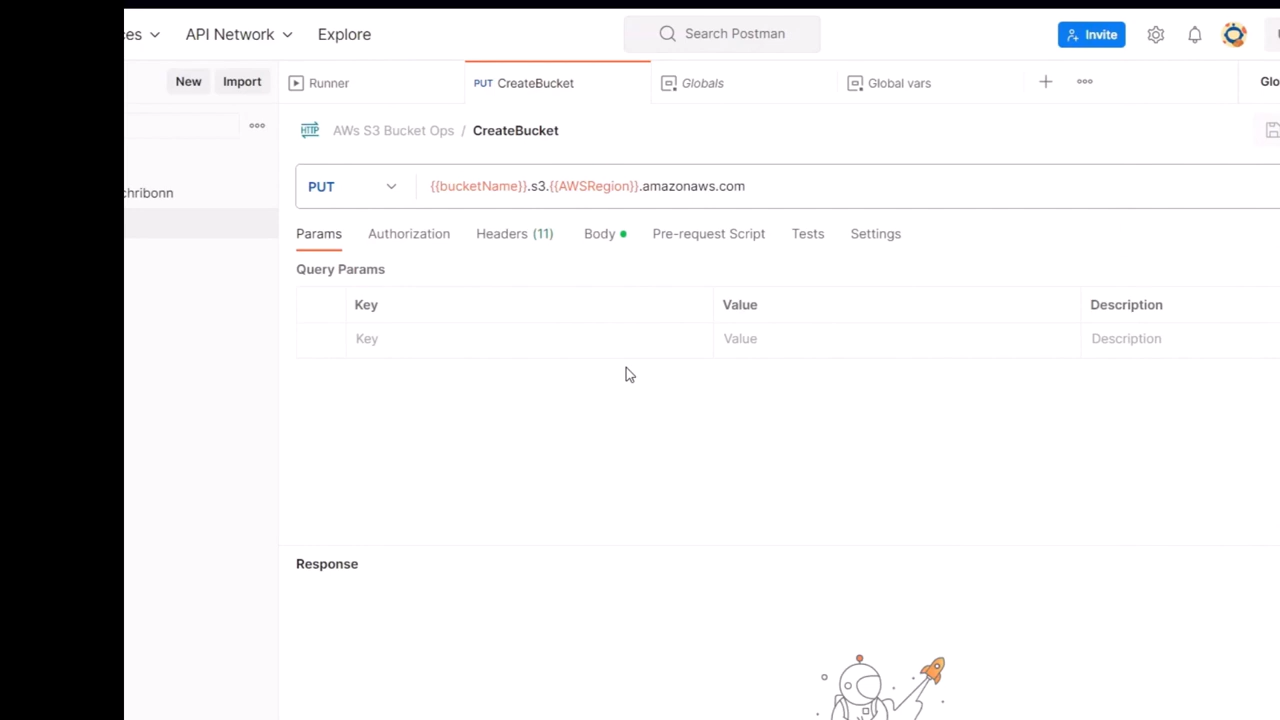 ces API Network Explore Search Postman Invite
New Import Runner PUT CreateBucket Globals Global vars Glo
HTTP AWs S3 Bucket Ops / CreateBucket
PUT {{bucketName}}.s3.{{AWSRegion}}.amazonaws.com
chribonn
Params Authorization Headers (11) Body Pre-request Script Tests Settings
Query Params
Key Value Description
Key Value Description
Response